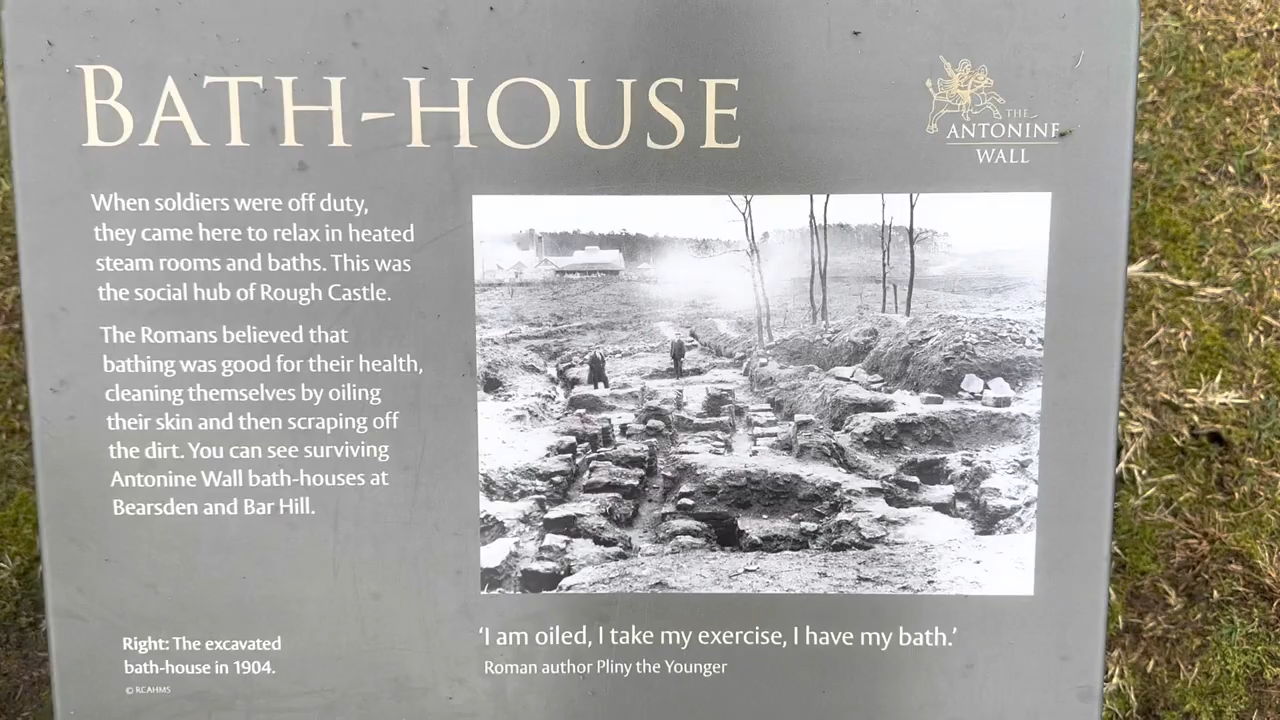 BATH-HOUSE
THE
ANTONINE
WALL
When soldiers were off duty,
they came here to relax in heated
steam rooms and baths. This was
the social hub of Rough Castle.
The Romans believed that
bathing was good for their health,
cleaning themselves by oiling
their skin and then scraping off
the dirt. You can see surviving
Antonine Wall bath-houses at
Bearsden and Bar Hill.
Right: The excavated
bath-house in 1904.
© RCAHMS
‘I am oiled, I take my exercise, I have my bath.’
Roman author Pliny the Younger